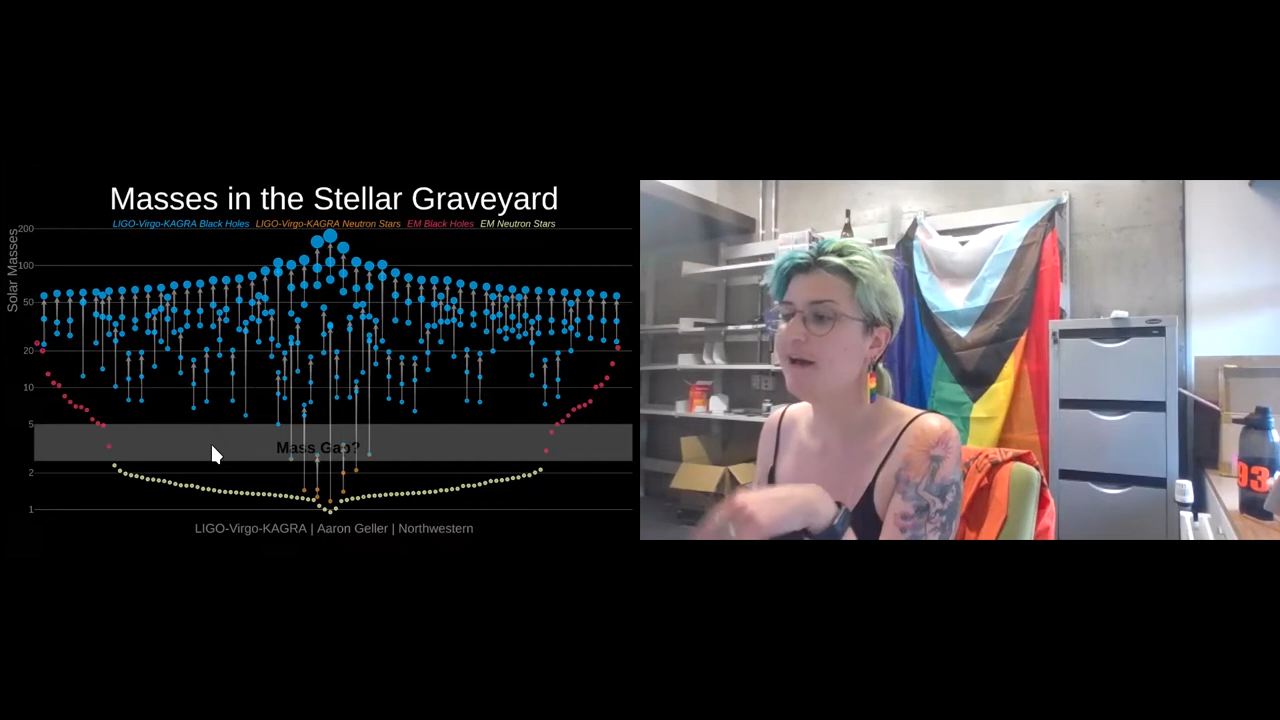 Masses in the Stellar Graveyard
LIGO-Virgo-KAGRA Black Holes LIGO-Virgo-KAGRA Neutron Stars EM Black Holes EM Neutron Stars
Solar Masses
200
100
50
20
10
5
2
1
Mass Gap?
LIGO-Virgo-KAGRA | Aaron Geller | Northwestern
93